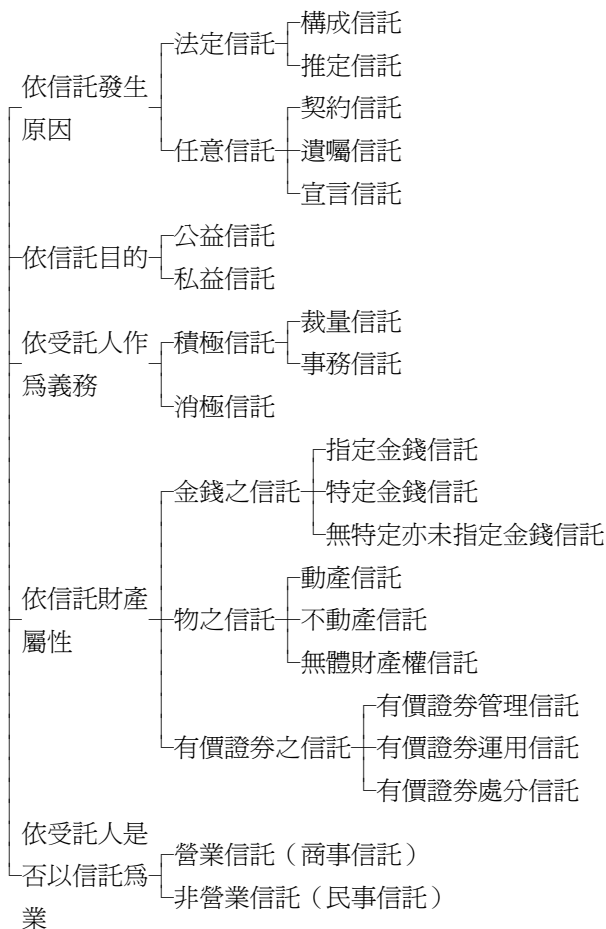 依信託發生
原因
法定信託
構成信託
推定信託
任意信託
契約信託
遺囑信託
宣言信託
依信託目的
公益信託
私益信託
依受託人作
爲義務
積極信託
裁量信託
事務信託
消極信託
依信託財產
屬性
金錢之信託
指定金錢信託
特定金錢信託
無特定亦未指定金錢信託
物之信託
動產信託
不動產信託
無體財產權信託
有價證券之信託
有價證券管理信託
有價證券運用信託
有價證券處分信託
依受託人是
否以信託爲
業
營業信託（商事信託）
非營業信託（民事信託）